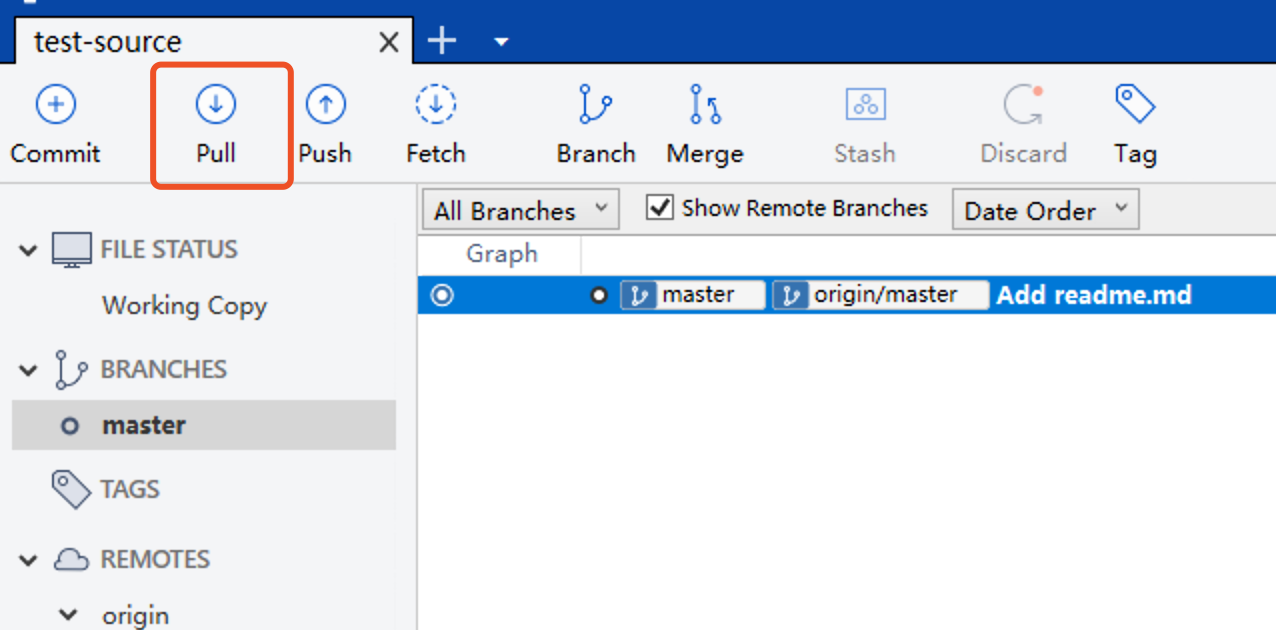 test-source
Commit Pull Push Fetch Branch Merge Stash Discard Tag
All Branches Show Remote Branches Date Order
FILE STATUS
Graph
master origin/master Add readme.md
Working Copy
BRANCHES
master
TAGS
REMOTES
origin